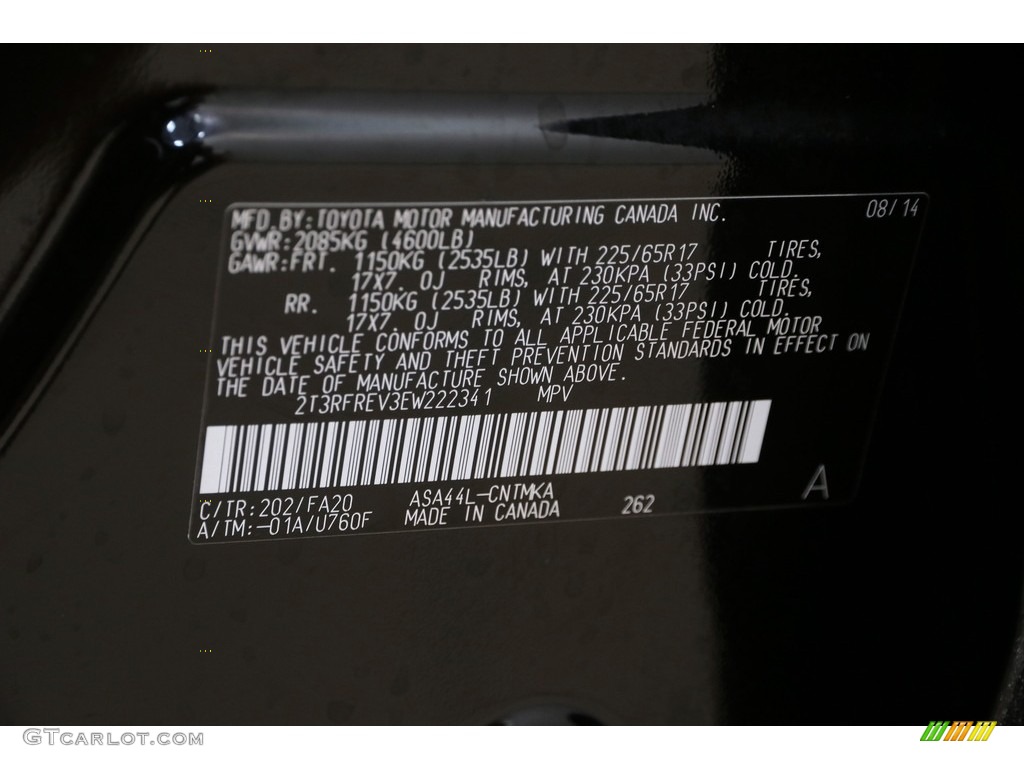 MFD. BY: TOYOTA MOTOR MANUFACTURING CANADA INC. 08/14
GVWR: 2085KG (4600LB)
GAWR: FRT. 1150KG (2535LB) WITH 225/65R17 TIRES,
17X7. OJ RIMS, AT 230KPA (33PSI) COLD.
RR. 1150KG (2535LB) WITH 225/65R17 TIRES,
17X7. OJ RIMS, AT 230KPA (33PSI) COLD.
THIS VEHICLE CONFORMS TO ALL APPLICABLE FEDERAL MOTOR
VEHICLE SAFETY AND THEFT PREVENTION STANDARDS IN EFFECT ON
THE DATE OF MANUFACTURE SHOWN ABOVE.
2T3RFREV3EW222341 MPV
C/TR: 202/FA20 ASA44L-CNTMKA
A/TM: -01A/U760F MADE IN CANADA 262 A
GTCARLOT.COM